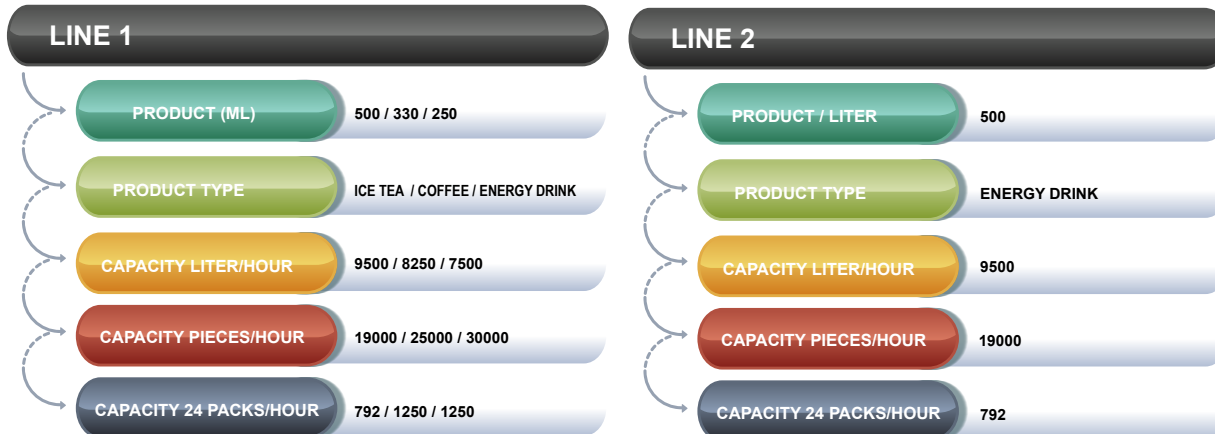 LINE 1
PRODUCT (ML) 500 / 330 / 250
PRODUCT TYPE ICE TEA / COFFEE / ENERGY DRINK
CAPACITY LITER/HOUR 9500 / 8250 / 7500
CAPACITY PIECES/HOUR 19000 / 25000 / 30000
CAPACITY 24 PACKS/HOUR 792 / 1250 / 1250
LINE 2
PRODUCT / LITER 500
PRODUCT TYPE ENERGY DRINK
CAPACITY LITER/HOUR 9500
CAPACITY PIECES/HOUR 19000
CAPACITY 24 PACKS/HOUR 792